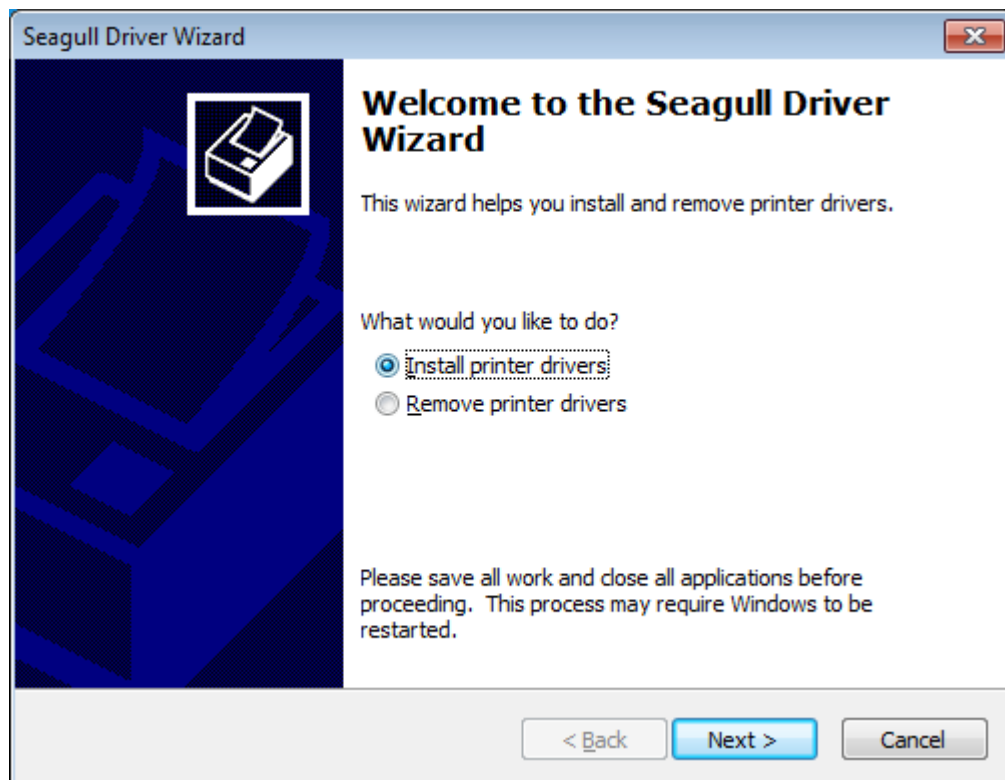 Seagull Driver Wizard
Welcome to the Seagull Driver
Wizard
This wizard helps you install and remove printer drivers.
What would you like to do?
Install printer drivers
Remove printer drivers
Please save all work and close all applications before
proceeding.  This process may require Windows to be
restarted.
< Back
Next >
Cancel